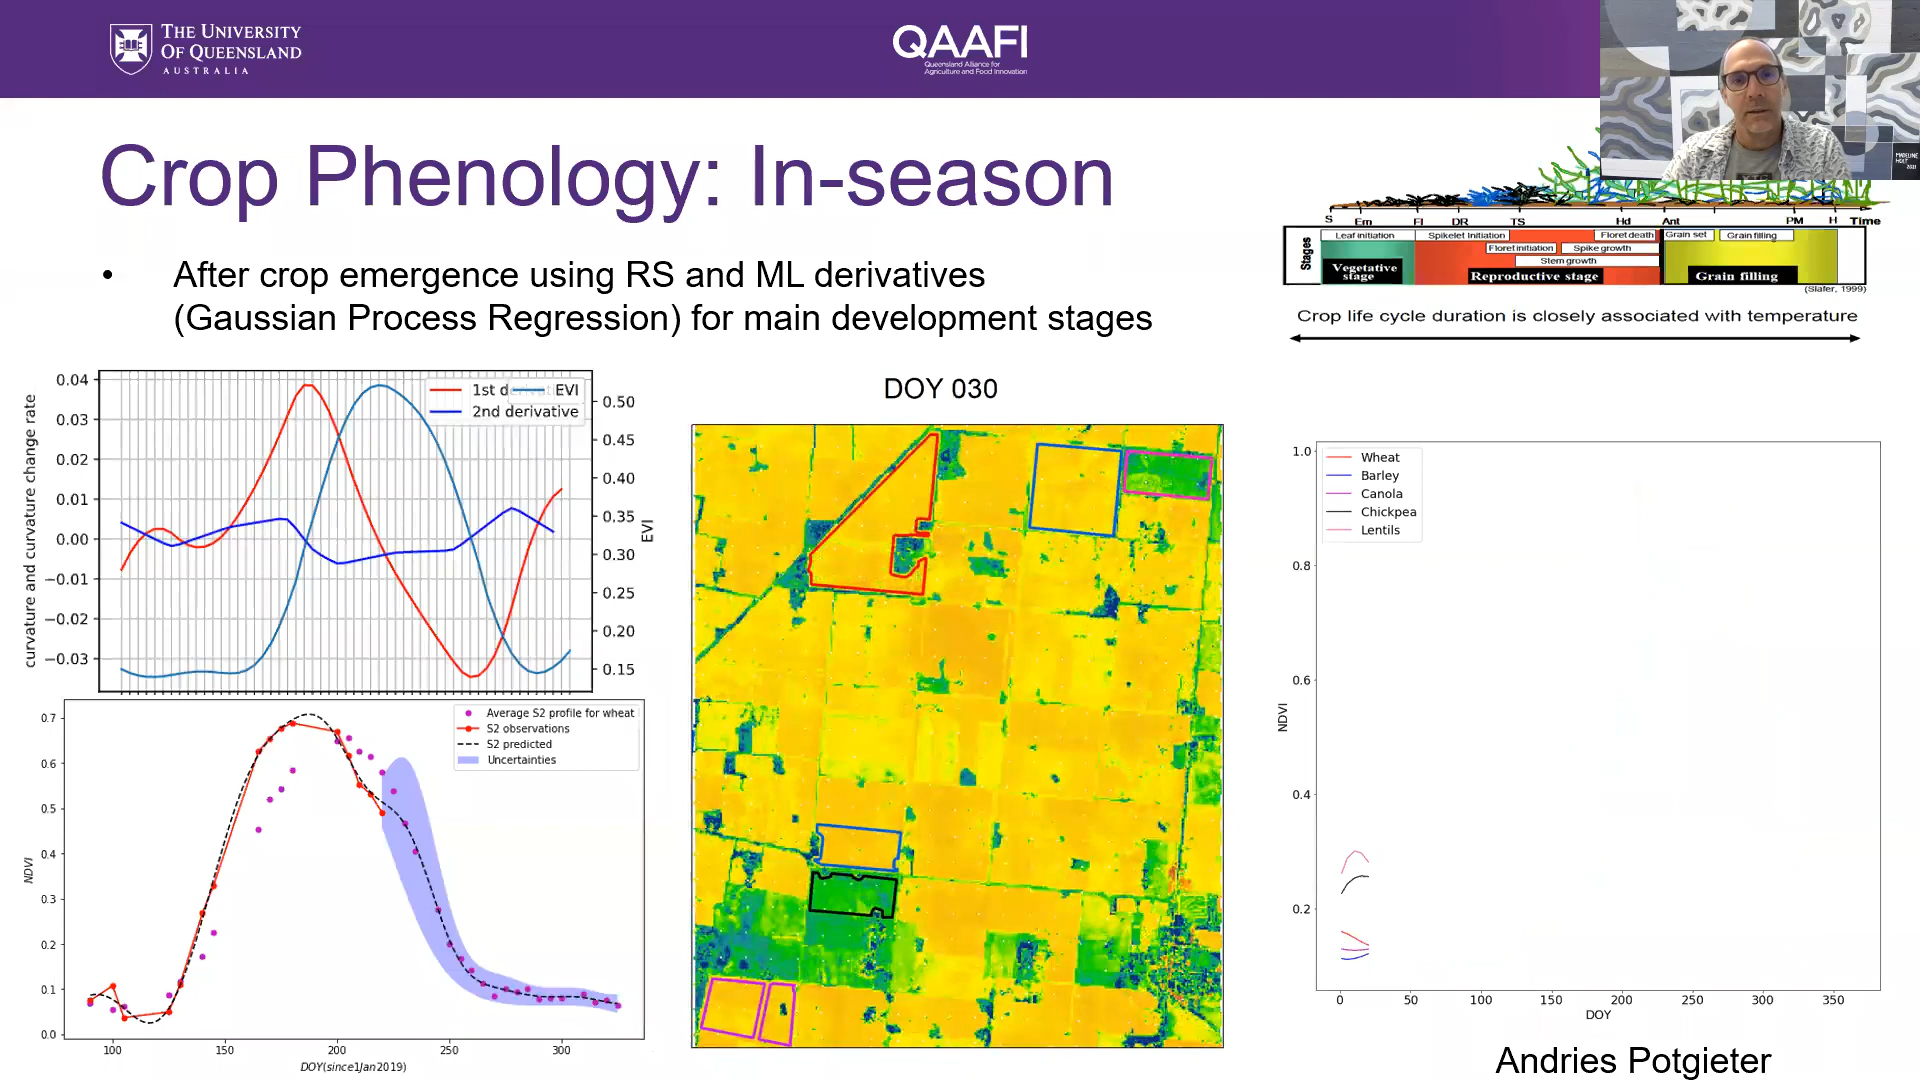 THE UNIVERSITY
OF QUEENSLAND
AUSTRALIA
QAAFI
Queensland Alliance for
Agriculture and Food Innovation
MADELINE
HOLT
2021
Crop Phenology: In-season
• After crop emergence using RS and ML derivatives
(Gaussian Process Regression) for main development stages
S Em FI DR TS Hd Ant PM H Time
Stages
Leaf initiation Spikelet Initiation Floret death Grain set Grain filling
Floret initiation Spike growth
Stem growth
Vegetative stage Reproductive stage Grain filling
(Slafer, 1999)
Crop life cycle duration is closely associated with temperature
curvature and curvature change rate
0.04
0.03
0.02
0.01
0.00
−0.01
−0.02
−0.03
1st d EVI
2nd derivative
0.50
0.45
0.40
0.35
0.30
0.25
0.20
0.15
EVI
NDVI
0.7
0.6
0.5
0.4
0.3
0.2
0.1
0.0
Average S2 profile for wheat
S2 observations
S2 predicted
Uncertainties
100 150 200 250 300
DOY(since1Jan2019)
DOY 030
NDVI
1.0
0.8
0.6
0.4
0.2
Wheat
Barley
Canola
Chickpea
Lentils
0 50 100 150 200 250 300 350
DOY
Andries Potgieter